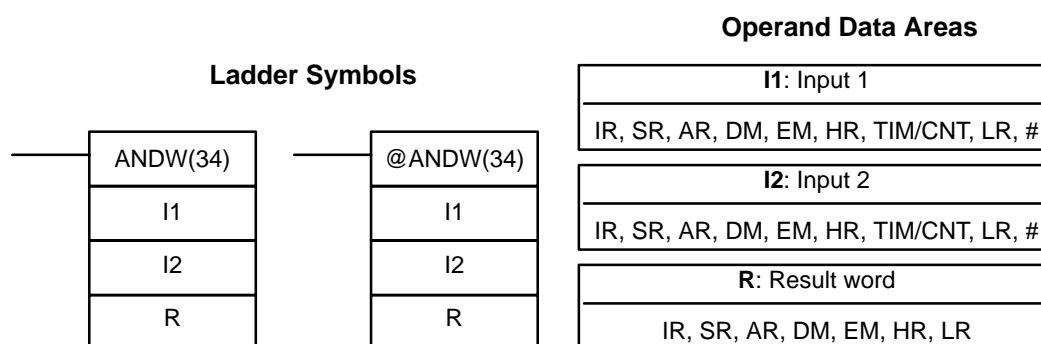 Operand Data Areas
Ladder Symbols
ANDW(34)
I1
I2
R
@ANDW(34)
I1
I2
R
I1: Input 1
IR, SR, AR, DM, EM, HR, TIM/CNT, LR, #
I2: Input 2
IR, SR, AR, DM, EM, HR, TIM/CNT, LR, #
R: Result word
IR, SR, AR, DM, EM, HR, LR